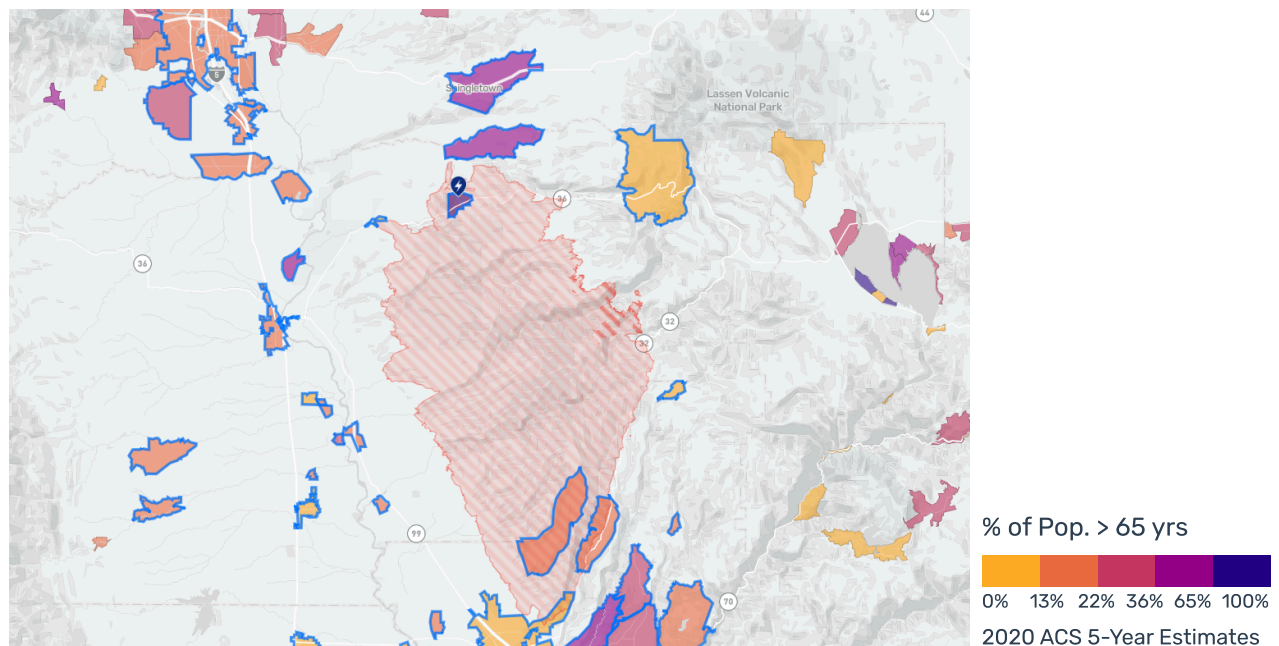 44
5
Shingletown
Lassen Volcanic
National Park
36
36
32
32
99
70
% of Pop. > 65 yrs
0% 13% 22% 36% 65% 100%
2020 ACS 5-Year Estimates